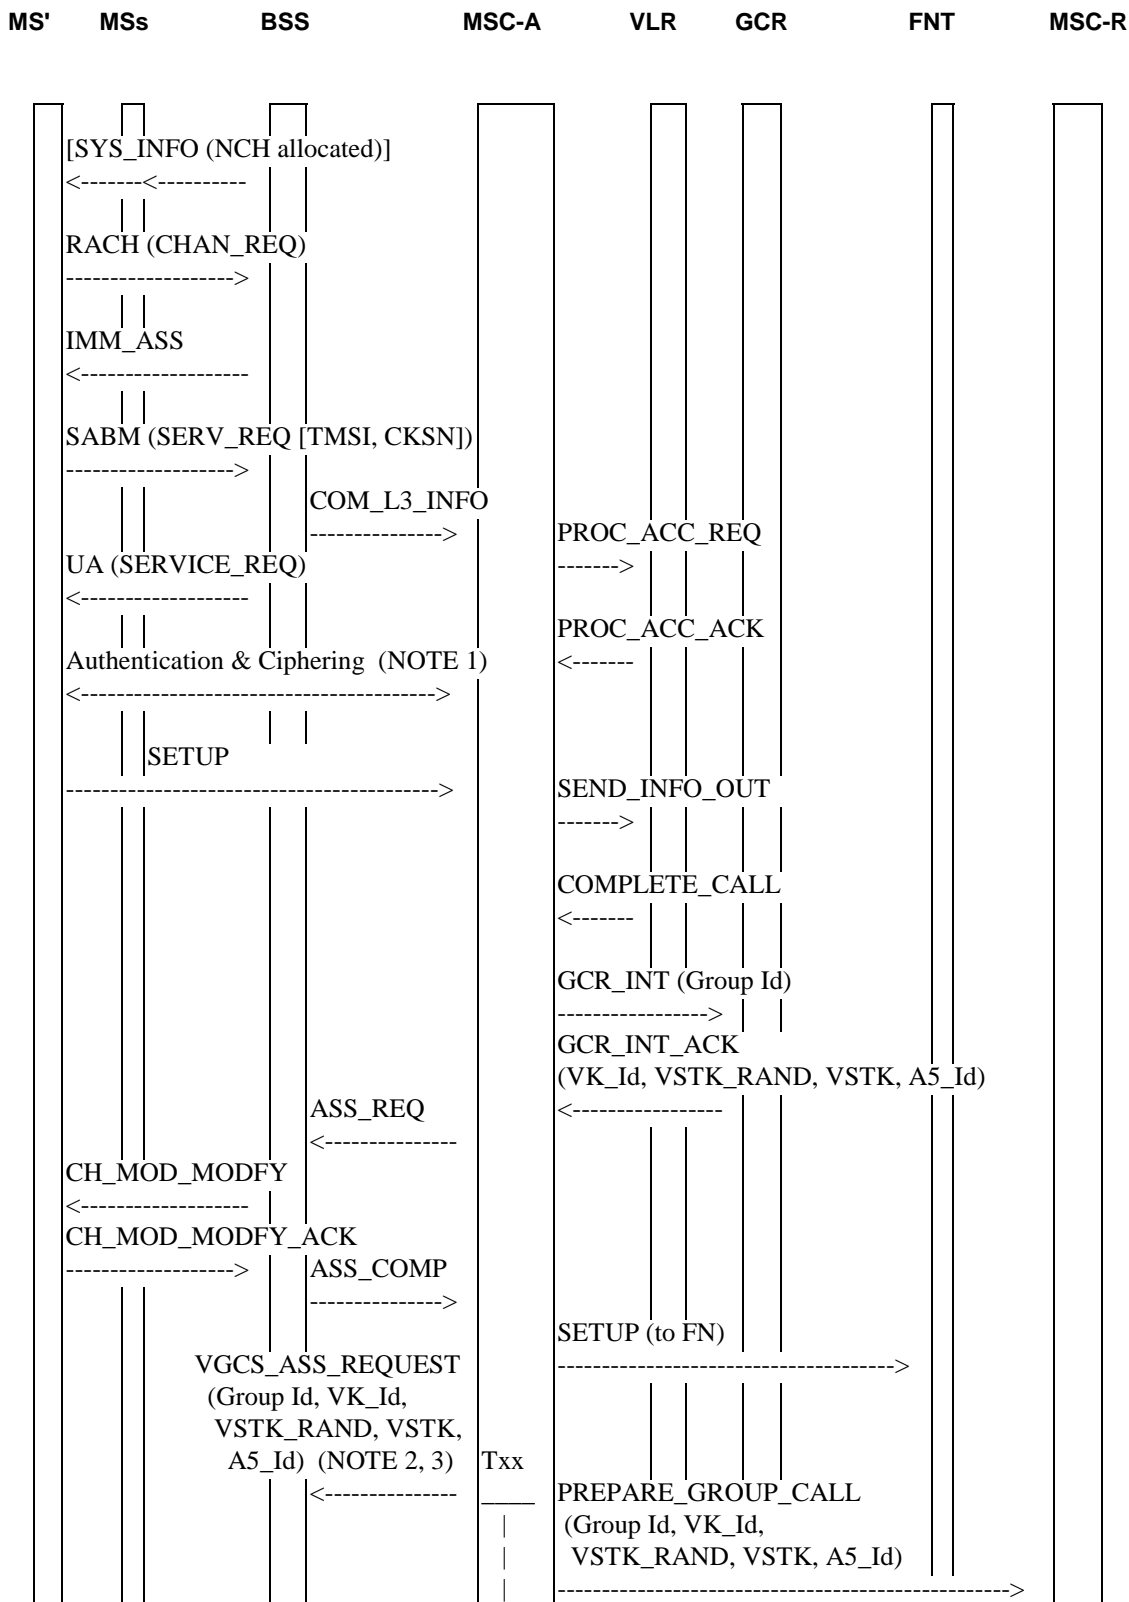 MS' MSs BSS MSC-A VLR GCR FNT MSC-R
[SYS_INFO (NCH allocated)]
<-------<----------
RACH (CHAN_REQ)
------------------->
IMM_ASS
<-------------------
SABM (SERV_REQ [TMSI, CKSN])
------------------->
COM_L3_INFO
---------------> PROC_ACC_REQ
UA (SERVICE_REQ) ------->
<-------------------
PROC_ACC_ACK
Authentication & Ciphering (NOTE 1) <-------
<---------------------------------------->
SETUP
------------------------------------------> SEND_INFO_OUT
------->
COMPLETE_CALL
<-------
GCR_INT (Group Id)
----------------->
GCR_INT_ACK
(VK_Id, VSTK_RAND, VSTK, A5_Id)
ASS_REQ <-----------------
<---------------
CH_MOD_MODFY
<-------------------
CH_MOD_MODFY_ACK
-------------------> ASS_COMP
--------------->
SETUP (to FN)
VGCS_ASS_REQUEST -------------------------------------->
(Group Id, VK_Id,
VSTK_RAND, VSTK,
A5_Id) (NOTE 2, 3) Txx
<--------------- ____ PREPARE_GROUP_CALL
| (Group Id, VK_Id,
| VSTK_RAND, VSTK, A5_Id)
| --------------------------------------------------->